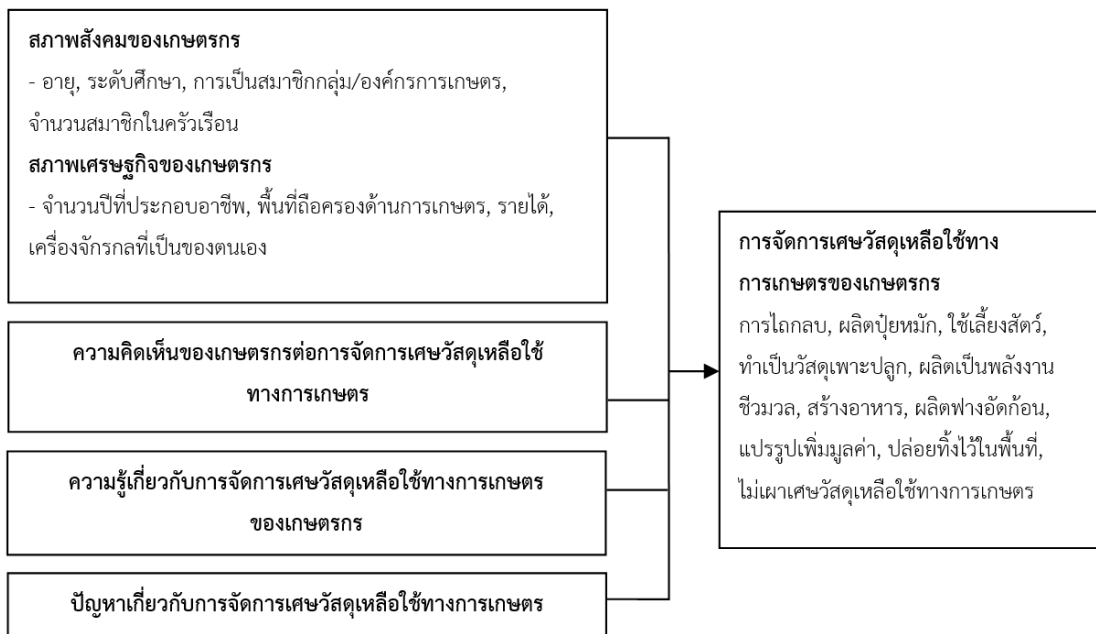 สภาพสังคมของเกษตรกร
- อายุ, ระดับศึกษา, การเป็นสมาชิกกลุ่ม/องค์กรการเกษตร,
จำนวนสมาชิกในครัวเรือน
สภาพเศรษฐกิจของเกษตรกร
- จำนวนปีที่ประกอบอาชีพ, พื้นที่ถือครองด้านการเกษตร, รายได้,
เครื่องจักรกลที่เป็นของตนเอง
ความคิดเห็นของเกษตรกรต่อการจัดการเศษวัสดุเหลือใช้
ทางการเกษตร
ความรู้เกี่ยวกับการจัดการเศษวัสดุเหลือใช้ทางการเกษตร
ของเกษตรกร
ปัญหาเกี่ยวกับการจัดการเศษวัสดุเหลือใช้ทางการเกษตร
การจัดการเศษวัสดุเหลือใช้ทาง
การเกษตรของเกษตรกร
การไถกลบ, ผลิตปุ๋ยหมัก, ใช้เลี้ยงสัตว์,
ทำเป็นวัสดุเพาะปลูก, ผลิตเป็นพลังงาน
ชีวมวล, สร้างอาหาร, ผลิตฟางอัดก้อน,
แปรรูปเพิ่มมูลค่า, ปล่อยทิ้งไว้ในพื้นที่,
ไม่เผาเศษวัสดุเหลือใช้ทางการเกษตร